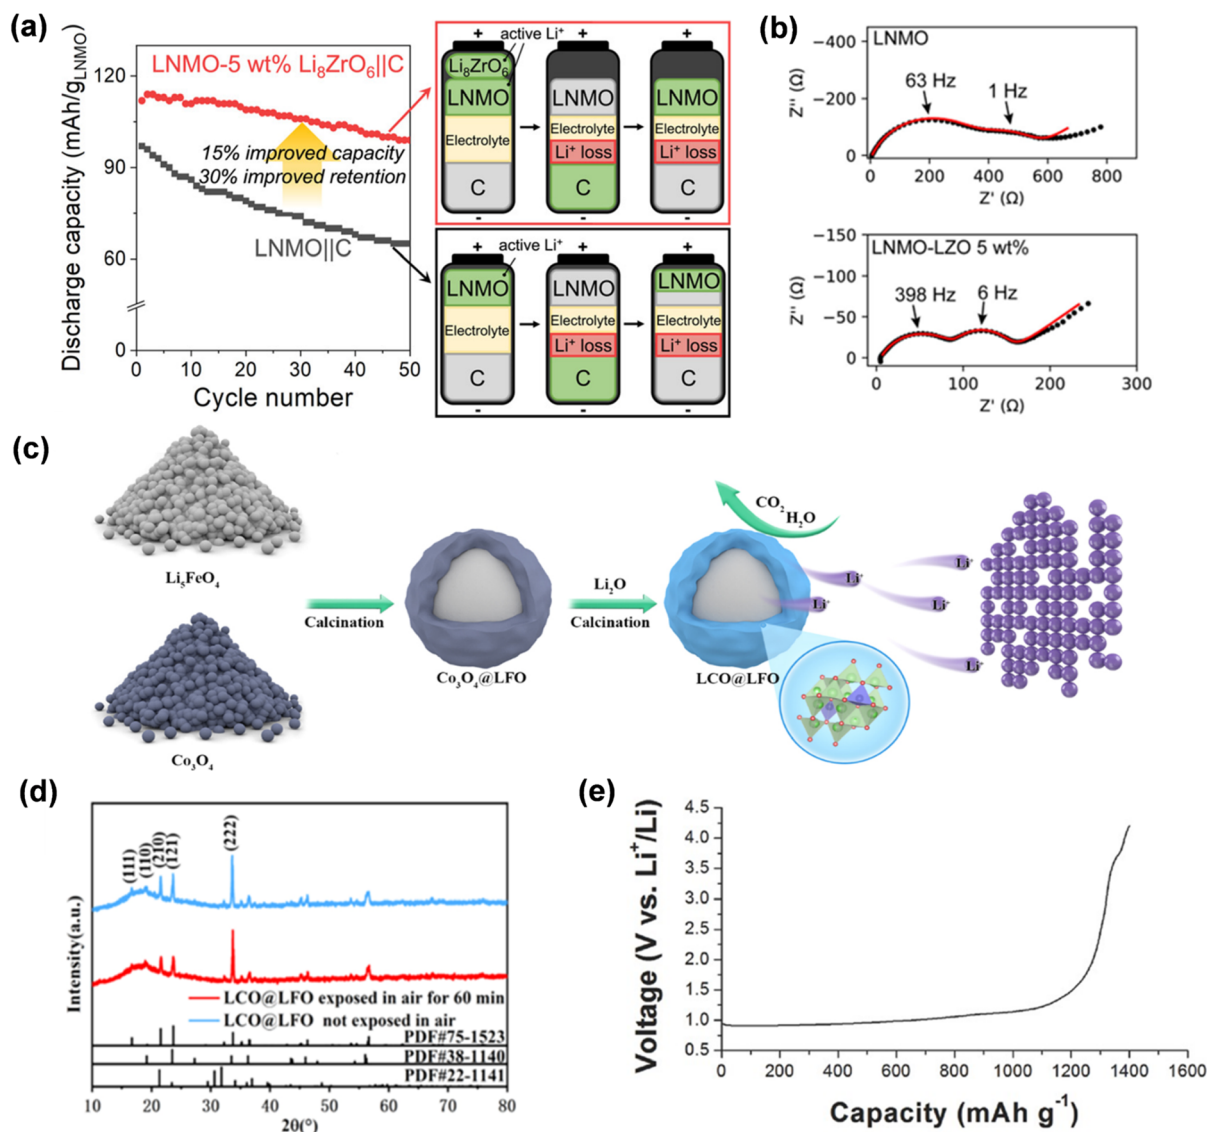 (a)
Discharge capacity (mAh/gLNMO)
120
90
60
0
LNMO-5 wt% Li8ZrO6||C
15% improved capacity
30% improved retention
LNMO||C
0 10 20 30 40 50
Cycle number
+ active Li+ + +
Li8ZrO6
LNMO LNMO LNMO
Electrolyte Electrolyte Electrolyte
Li+ loss Li+ loss
C C C
- - -
+ active Li+ + +
LNMO LNMO LNMO
Electrolyte Electrolyte Electrolyte
Li+ loss Li+ loss
C C C
- - -
(b)
LNMO
63 Hz
1 Hz
Z'' (Ω)
−400
−200
0
0 200 400 600 800
Z' (Ω)
LNMO-LZO 5 wt%
398 Hz
6 Hz
Z'' (Ω)
−150
−100
−50
0
0 100 200 300
Z' (Ω)
(c)
Li5FeO4
Co3O4
Calcination
Co3O4@LFO
Li2O
Calcination
CO2
H2O
LCO@LFO
Li+
Li+
Li+
Li+
Li+
(d)
Intensity(a.u.)
(111)
(110)
(210)
(121)
(222)
LCO@LFO exposed in air for 60 min
LCO@LFO not exposed in air
PDF#75-1523
PDF#38-1140
PDF#22-1141
10 20 30 40 50 60 70 80
2θ(°)
(e)
Voltage (V vs. Li+/Li)
4.5
4.0
3.5
3.0
2.5
2.0
1.5
1.0
0.5
0 200 400 600 800 1000 1200 1400 1600
Capacity (mAh g-1)